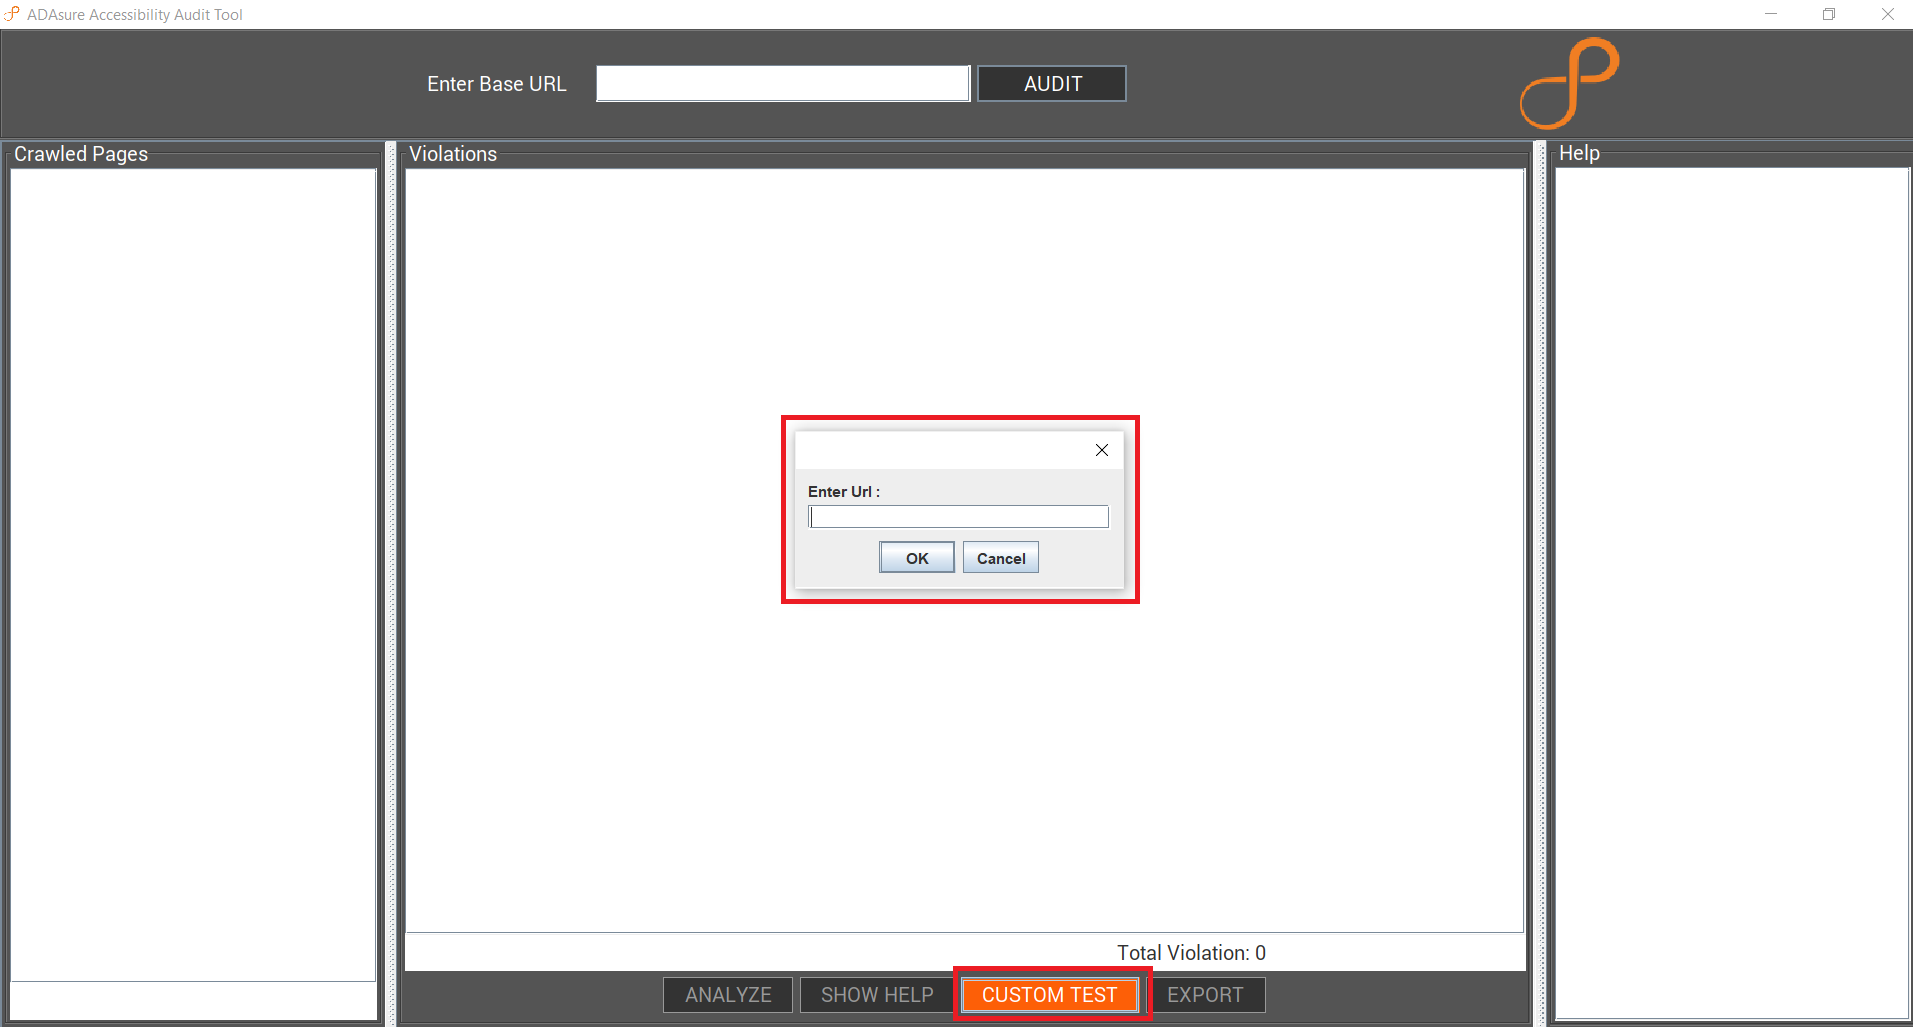 ADAsure Accessibility Audit Tool
Enter Base URL
AUDIT
Crawled Pages
Violations
Help
Enter Url :
OK
Cancel
Total Violation: 0
ANALYZE
SHOW HELP
CUSTOM TEST
EXPORT